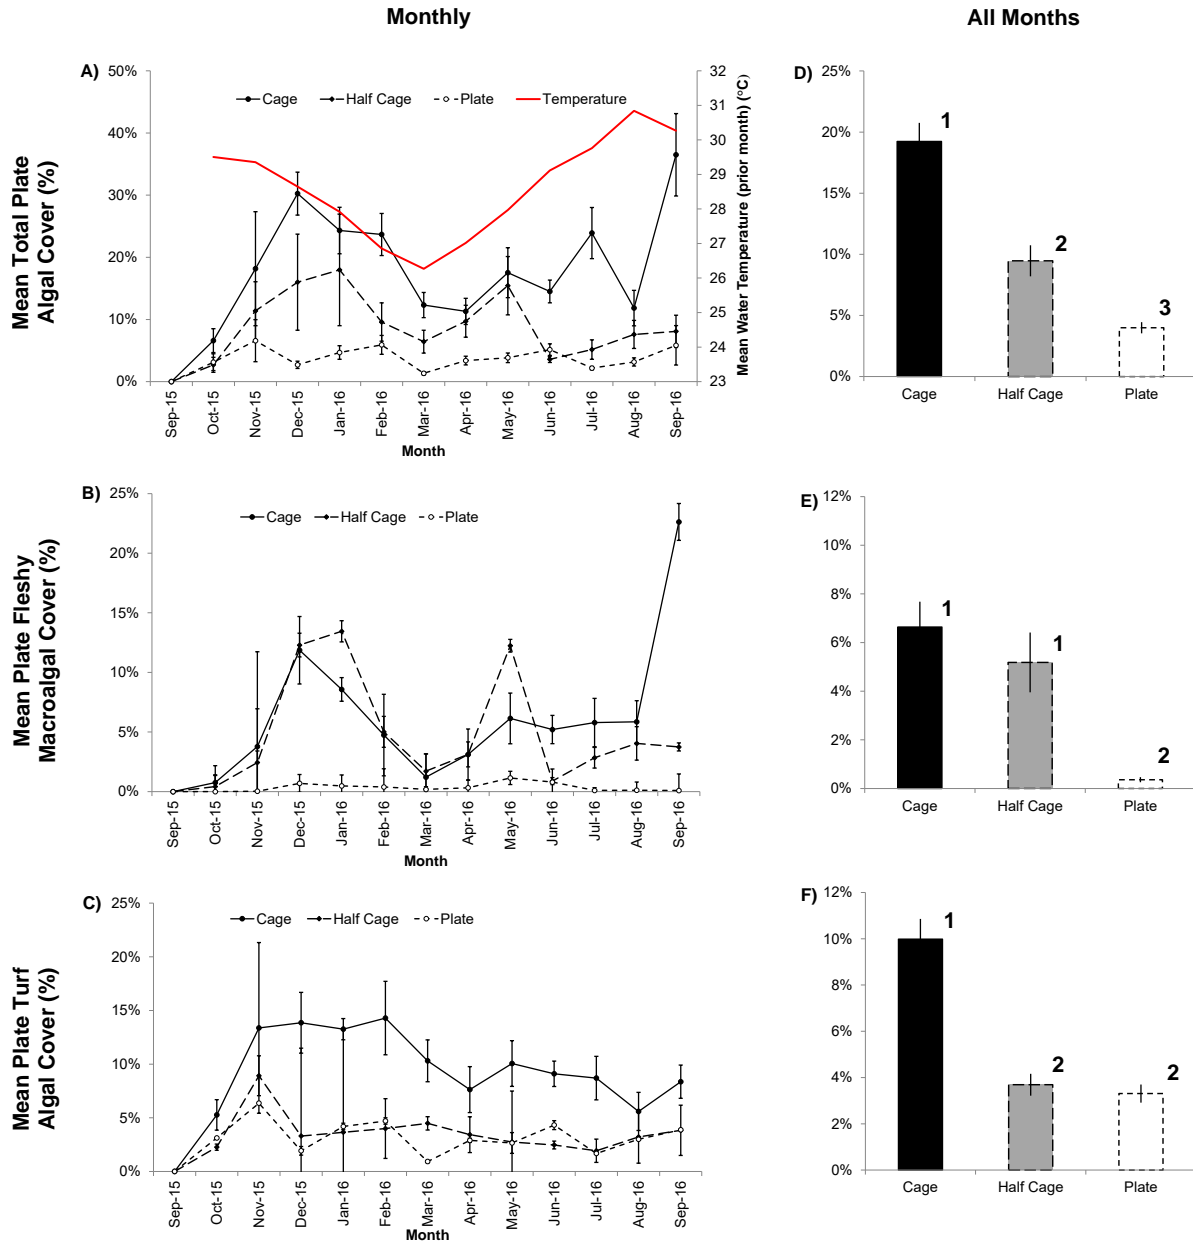 Monthly
All Months
A)
50%
40%
30%
20%
10%
0%
Cage
Half Cage
Plate
Temperature
32
31
30
29
28
27
26
25
24
23
Mean Total Plate
Algal Cover (%)
Mean Water Temperature (prior month) (°C)
Sep-15
Oct-15
Nov-15
Dec-15
Jan-16
Feb-16
Mar-16
Apr-16
May-16
Jun-16
Jul-16
Aug-16
Sep-16
Month
D)
25%
20%
15%
10%
5%
0%
1
2
3
Cage
Half Cage
Plate
B)
25%
20%
15%
10%
5%
0%
Cage
Half Cage
Plate
Mean Plate Fleshy
Macroalgal Cover (%)
Sep-15
Oct-15
Nov-15
Dec-15
Jan-16
Feb-16
Mar-16
Apr-16
May-16
Jun-16
Jul-16
Aug-16
Sep-16
Month
E)
12%
10%
8%
6%
4%
2%
0%
1
1
2
Cage
Half Cage
Plate
C)
25%
20%
15%
10%
5%
0%
Cage
Half Cage
Plate
Mean Plate Turf
Algal Cover (%)
Sep-15
Oct-15
Nov-15
Dec-15
Jan-16
Feb-16
Mar-16
Apr-16
May-16
Jun-16
Jul-16
Aug-16
Sep-16
Month
F)
12%
10%
8%
6%
4%
2%
0%
1
2
2
Cage
Half Cage
Plate